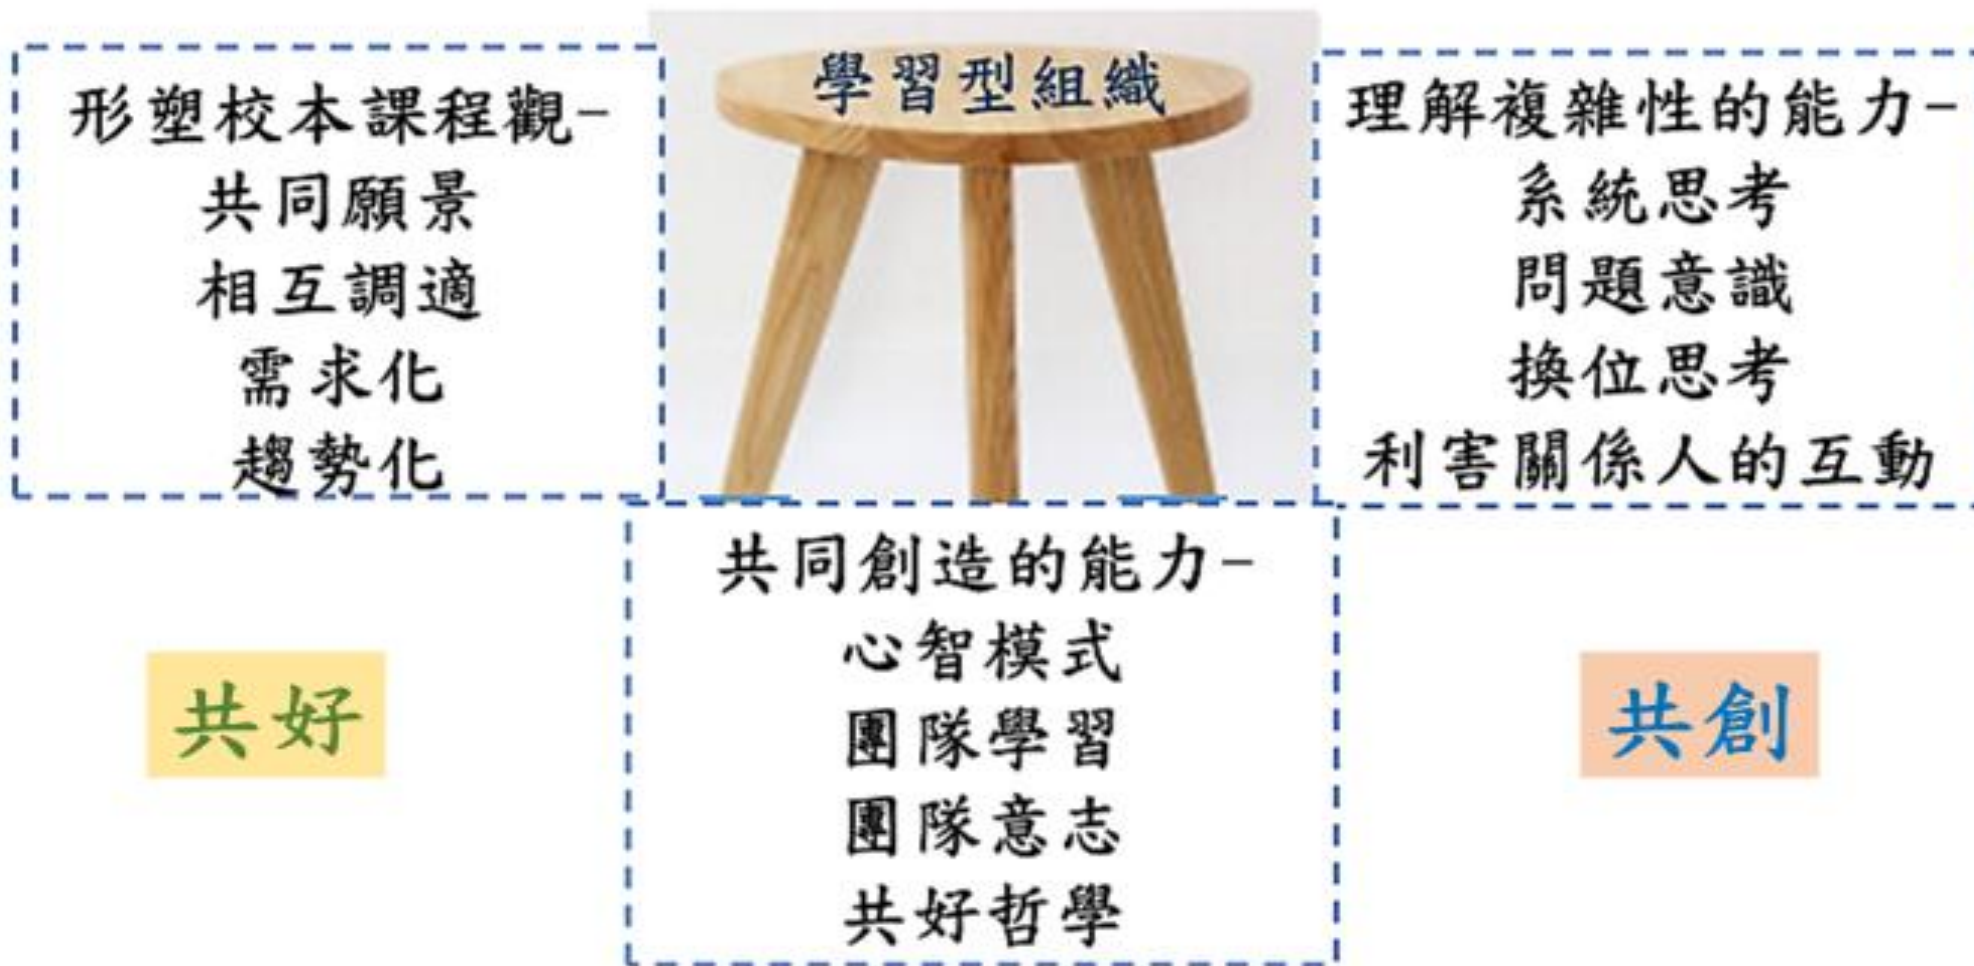 學習型組織
形塑校本課程觀-
共同願景
相互調適
需求化
趨勢化
理解複雜性的能力-
系統思考
問題意識
換位思考
利害關係人的互動
共同創造的能力-
心智模式
團隊學習
團隊意志
共好哲學
共好
共創